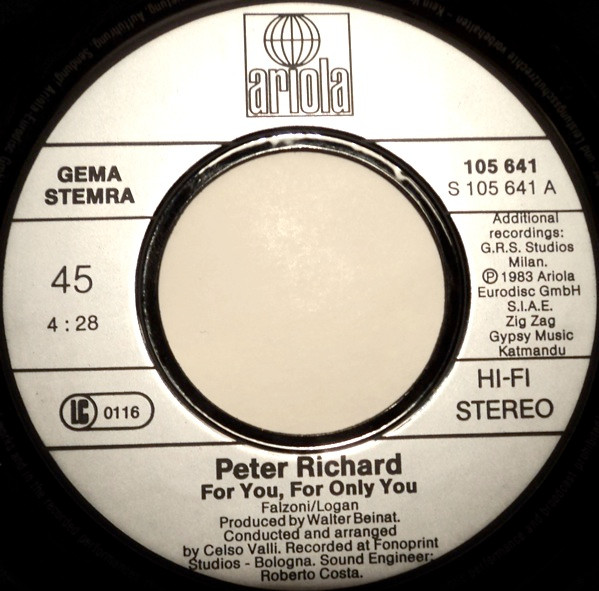 ariola
GEMA
STEMRA
105 641
S 105 641 A
45
4 : 28
Additional
recordings:
G.R.S. Studios
Milan.
Ⓟ 1983 Ariola
Eurodisc GmbH
S.I.A.E.
Zig Zag
Gypsy Music
Katmandu
LC 0116
HI-FI
STEREO
Peter Richard
For You, For Only You
Falzoni/Logan
Produced by Walter Beinat.
Conducted and arranged
by Celso Valli. Recorded at Fonoprint
Studios - Bologna. Sound Engineer:
Roberto Costa.